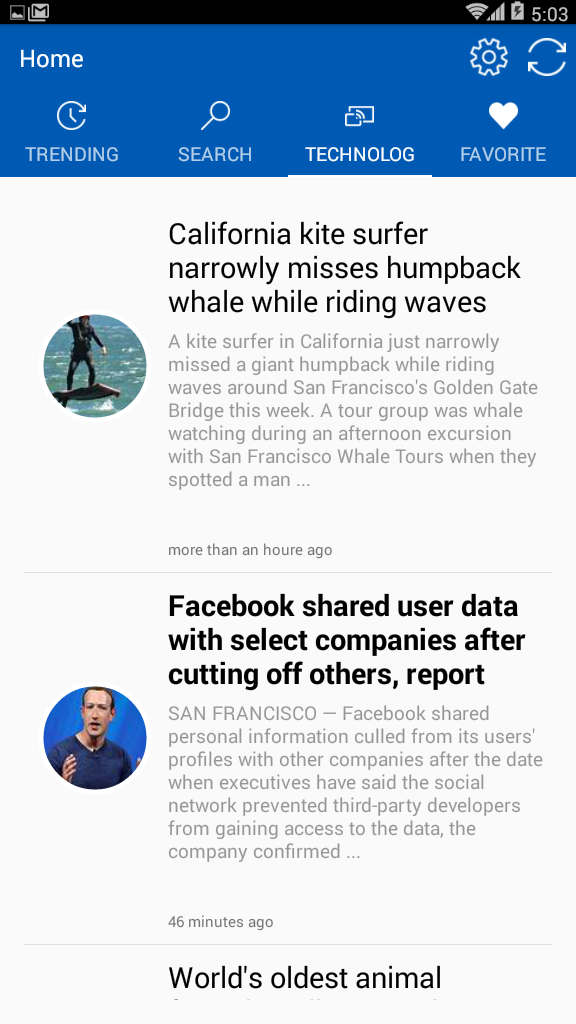 5:03
Home
TRENDING
SEARCH
TECHNOLOG
FAVORITE
California kite surfer
narrowly misses humpback
whale while riding waves
A kite surfer in California just narrowly
missed a giant humpback while riding
waves around San Francisco's Golden Gate
Bridge this week. A tour group was whale
watching during an afternoon excursion
with San Francisco Whale Tours when they
spotted a man ...
more than an houre ago
Facebook shared user data
with select companies after
cutting off others, report
SAN FRANCISCO — Facebook shared
personal information culled from its users'
profiles with other companies after the date
when executives have said the social
network prevented third-party developers
from gaining access to the data, the
company confirmed ...
46 minutes ago
World's oldest animal